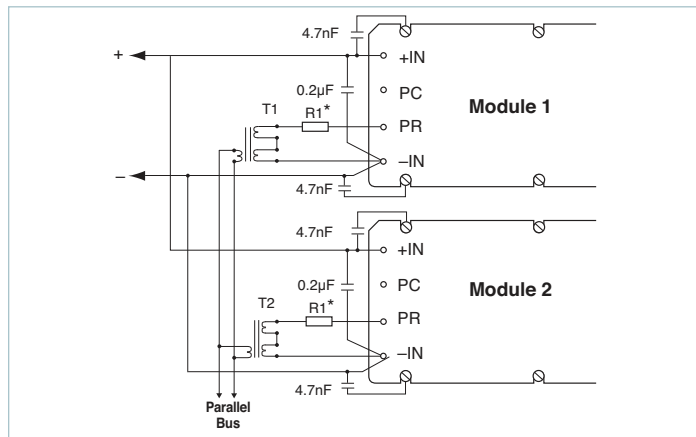 4.7nF
+
+IN
0.2µF
PC
Module 1
T1
R1*
PR
–IN
–
4.7nF
4.7nF
+IN
0.2µF
PC
Module 2
T2
R1*
PR
–IN
4.7nF
Parallel
Bus